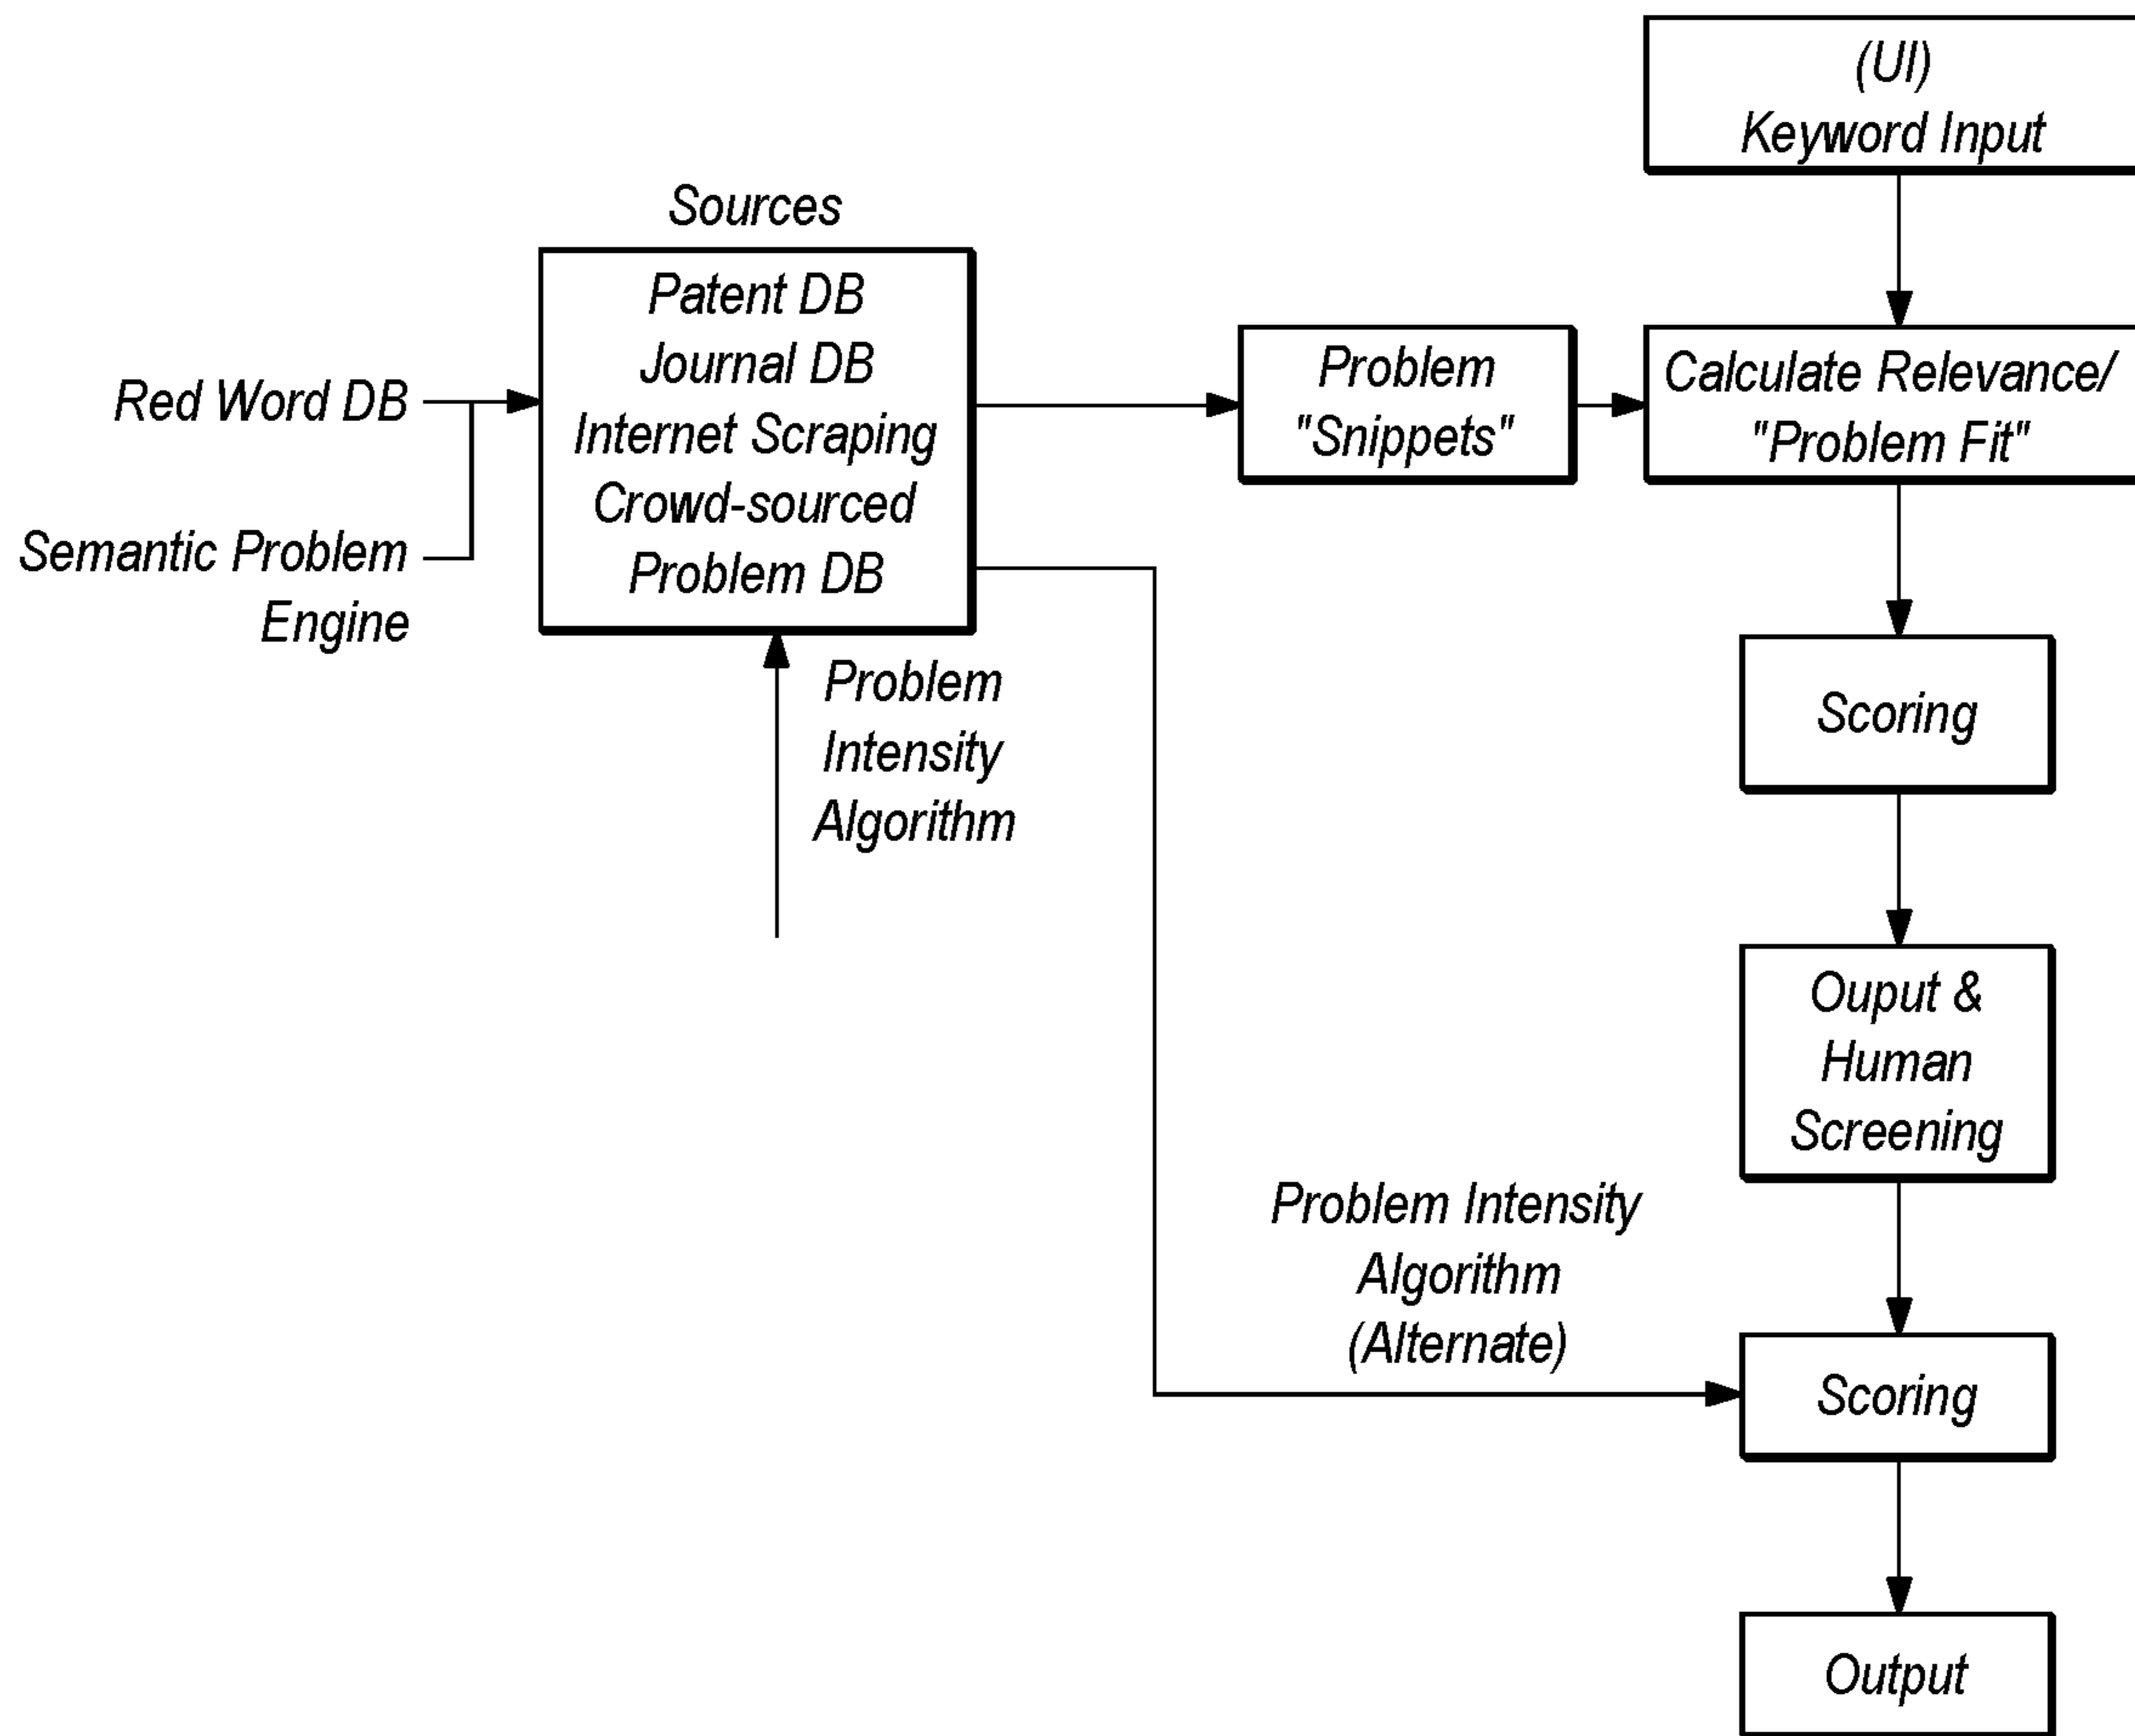 (UI)
Keyword Input
Sources
Patent DB
Journal DB
Internet Scraping
Crowd-sourced
Problem DB
Red Word DB
Semantic Problem
Engine
Problem
"Snippets"
Calculate Relevance/
"Problem Fit"
Problem
Intensity
Algorithm
Scoring
Ouput &
Human
Screening
Problem Intensity
Algorithm
(Alternate)
Scoring
Output